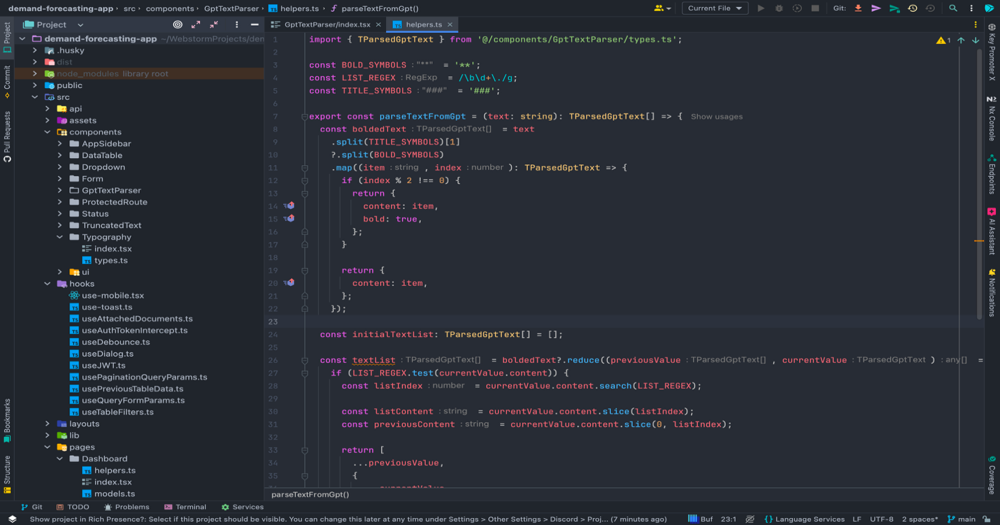 demand-forecasting-app › src › components › GptTextParser › helpers.ts › parseTextFromGpt()
Current File
Git:
Project
GptTextParser/index.tsx
helpers.ts
Project
Commit
Pull Requests
Bookmarks
Structure
demand-forecasting-app ~/WebstormProjects/dem
.husky
dist
node_modules library root
public
src
api
assets
components
AppSidebar
DataTable
Dropdown
Form
GptTextParser
ProtectedRoute
Status
TruncatedText
Typography
index.tsx
types.ts
ui
hooks
use-mobile.tsx
use-toast.ts
useAttachedDocuments.ts
useAuthTokenIntercept.ts
useDebounce.ts
useDialog.ts
useJWT.ts
usePaginationQueryParams.ts
usePreviousTableData.ts
useQueryFormParams.ts
useTableFilters.ts
layouts
lib
pages
Dashboard
helpers.ts
index.tsx
models.ts
1 import { TParsedGptText } from '@/components/GptTextParser/types.ts';
2
3 const BOLD_SYMBOLS : "**" = '**';
4 const LIST_REGEX : RegExp = /\b\d+\./g;
5 const TITLE_SYMBOLS : "###" = '###';
6
7 export const parseTextFromGpt = (text: string): TParsedGptText[] => { Show usages
8 const boldedText : TParsedGptText[] = text
9 .split(TITLE_SYMBOLS)[1]
10 ?.split(BOLD_SYMBOLS)
11 .map((item : string , index : number ): TParsedGptText => {
12 if (index % 2 !== 0) {
13 return {
14 content: item,
15 bold: true,
16 };
17 }
18
19 return {
20 content: item,
21 };
22 });
23
24 const initialTextList: TParsedGptText[] = [];
25
26 const textList : TParsedGptText[] = boldedText?.reduce((previousValue : TParsedGptText[] , currentValue : TParsedGptText ) : any[] =
27 if (LIST_REGEX.test(currentValue.content)) {
28 const listIndex : number = currentValue.content.search(LIST_REGEX);
29
30 const listContent : string = currentValue.content.slice(listIndex);
31 const previousContent : string = currentValue.content.slice(0, listIndex);
32
33 return [
34 ...previousValue,
35 {
1
Key Promoter X
Nx Console
Endpoints
AI Assistant
Notifications
Coverage
parseTextFromGpt()
Git
TODO
Problems
Terminal
Services
Show project in Rich Presence?: Select if this project should be visible. You can change this later at any time under Settings > Other Settings > Discord > Proj... (7 minutes ago)
Buf 23:1 {} Language Services LF UTF-8 2 spaces* main